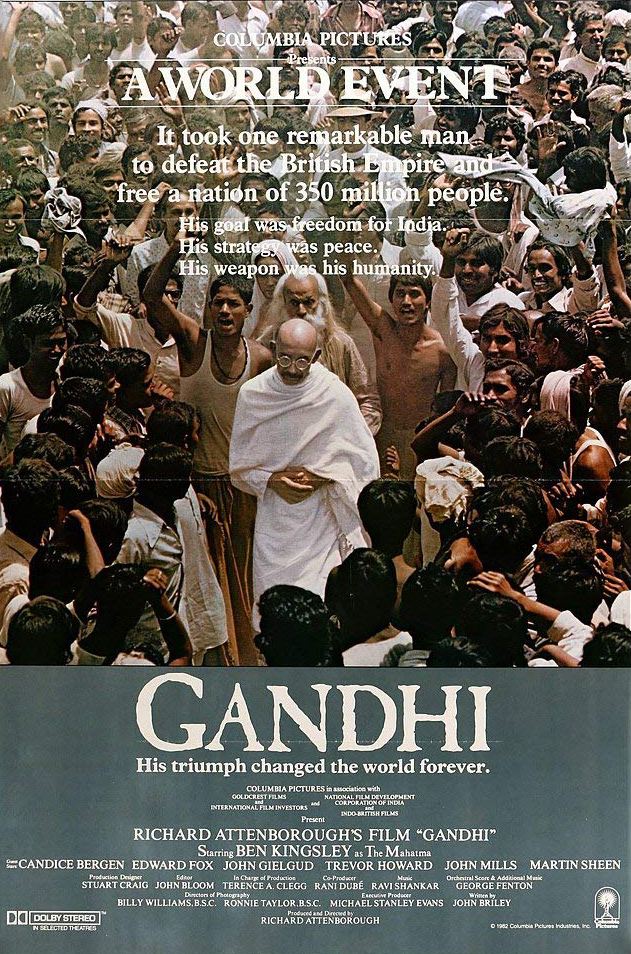 COLUMBIA PICTURES
Presents
A WORLD EVENT
It took one remarkable man
to defeat the British Empire and
free a nation of 350 million people.
His goal was freedom for India.
His strategy was peace.
His weapon was his humanity.
GANDHI
His triumph changed the world forever.
COLUMBIA PICTURES in association with
GOLDCREST FILMS and INTERNATIONAL FILM INVESTORS and NATIONAL FILM DEVELOPMENT CORPORATION OF INDIA and INDO-BRITISH FILMS
Present
RICHARD ATTENBOROUGH'S FILM "GANDHI"
Starring BEN KINGSLEY as The Mahatma
Guest Stars CANDICE BERGEN EDWARD FOX JOHN GIELGUD TREVOR HOWARD JOHN MILLS MARTIN SHEEN
Production Designer STUART CRAIG Editor JOHN BLOOM In Charge of Production TERENCE A. CLEGG Co-Producer RANI DUBÉ Music RAVI SHANKAR Orchestral Score & Additional Music GEORGE FENTON
Directors of Photography BILLY WILLIAMS, B.S.C. RONNIE TAYLOR, B.S.C. Executive Producer MICHAEL STANLEY EVANS Written by JOHN BRILEY
Produced and Directed by
RICHARD ATTENBOROUGH
DOLBY STEREO TM
IN SELECTED THEATRES
Columbia Pictures
© 1982 Columbia Pictures Industries, Inc.